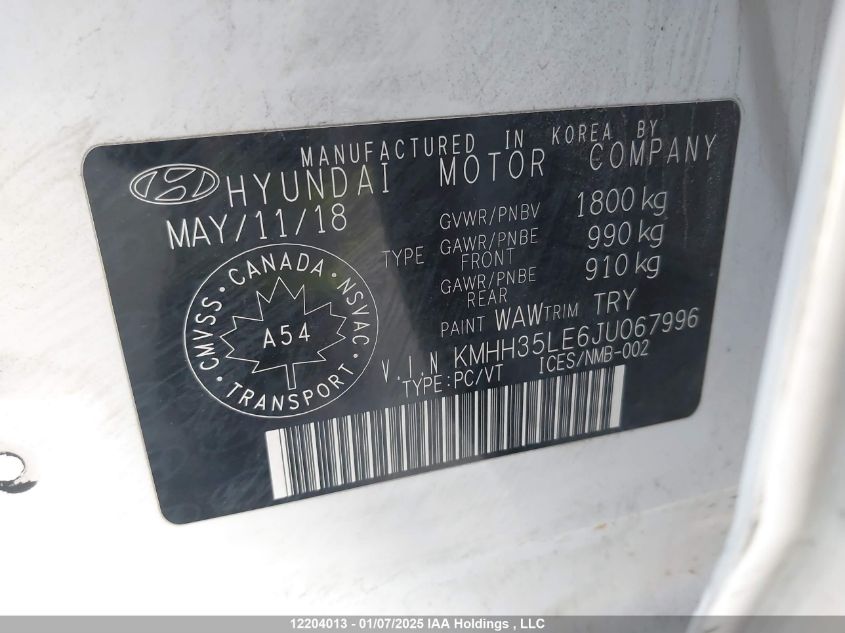 MANUFACTURED IN KOREA BY
HYUNDAI MOTOR COMPANY
MAY/11/18
GVWR/PNBV 1800 kg
TYPE GAWR/PNBE FRONT 990 kg
GAWR/PNBE REAR 910 kg
PAINT WAW TRIM TRY
V.I.N KMHH35LE6JU067996
TYPE:PC/VT ICES/NMB-002
CMVSS · CANADA · NSVAC · TRANSPORT ·
A54
12204013 - 01/07/2025 IAA Holdings , LLC